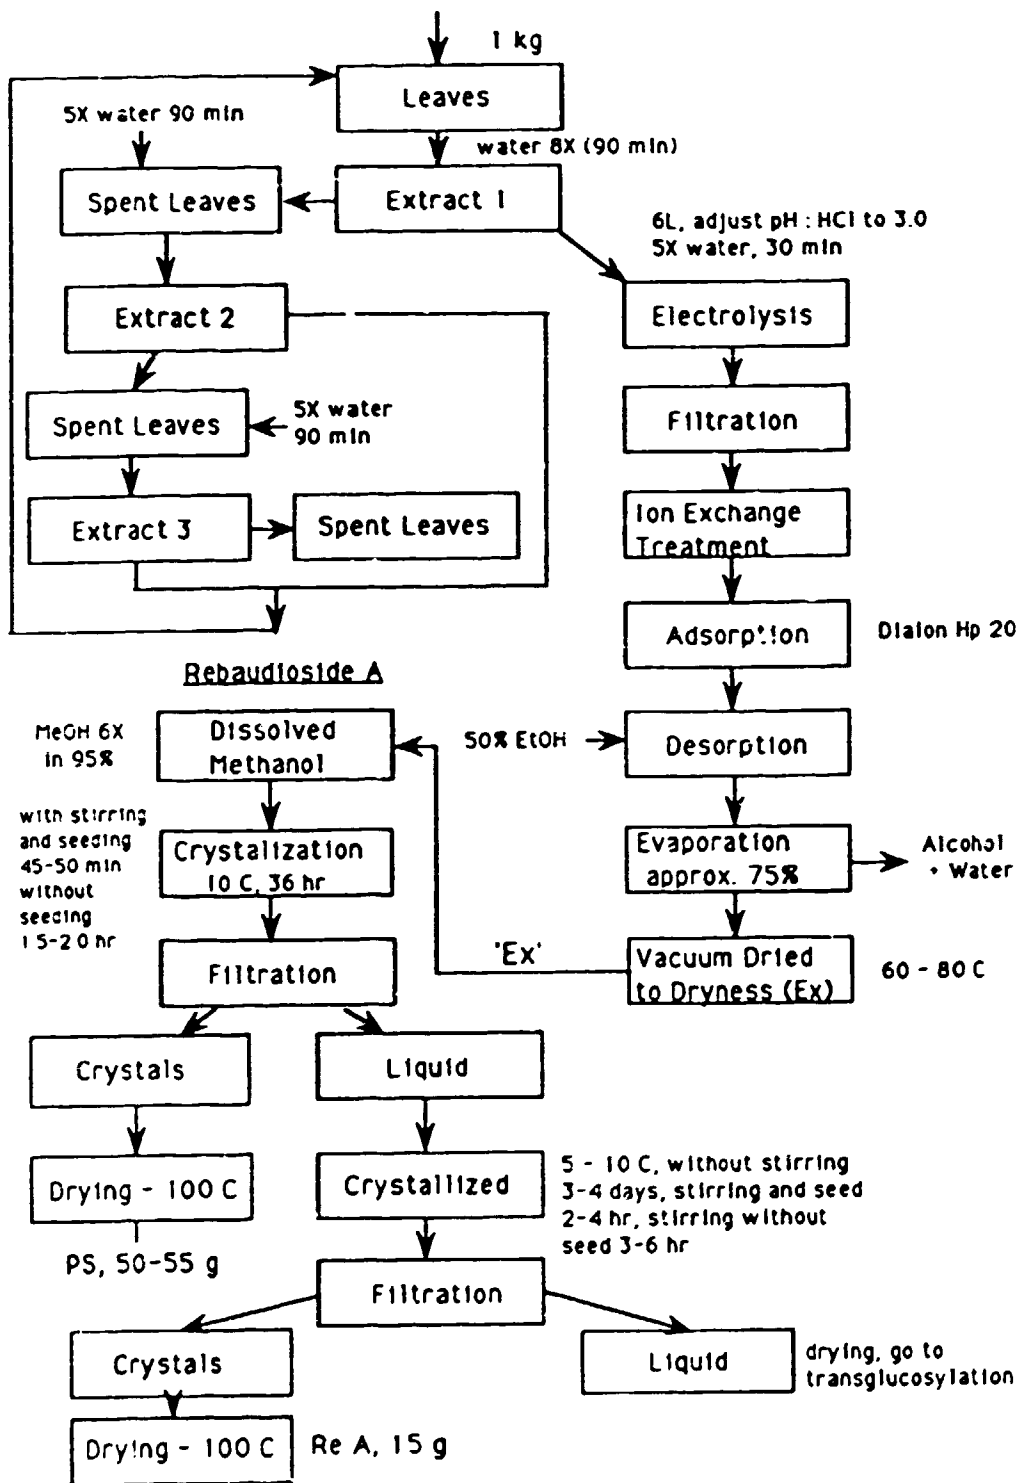 1 kg
Leaves
5X water 90 min
water 8X (90 min)
Spent Leaves
Extract 1
6L, adjust pH : HCl to 3.0
5X water, 30 min
Extract 2
Electrolysis
Spent Leaves
5X water
90 min
Filtration
Extract 3
Spent Leaves
Ion Exchange
Treatment
Adsorption
Diaion Hp 20
Rebaudioside A
MeOH 6X
in 95%
Dissolved
Methanol
50% EtOH
Desorption
with stirring
and seeding
45-50 min
without
seeding
1 5-2 0 hr
Crystalization
10 C, 36 hr
Evaporation
approx. 75%
Alcohol
+ Water
Filtration
'Ex'
Vacuum Dried
to Dryness (Ex)
60 - 80 C
Crystals
Liquid
Drying - 100 C
Crystallized
5 - 10 C, without stirring
3-4 days, stirring and seed
2-4 hr, stirring without
seed 3-6 hr
PS, 50-55 g
Filtration
Crystals
Liquid
drying, go to
transglucosylation
Drying - 100 C
Re A, 15 g